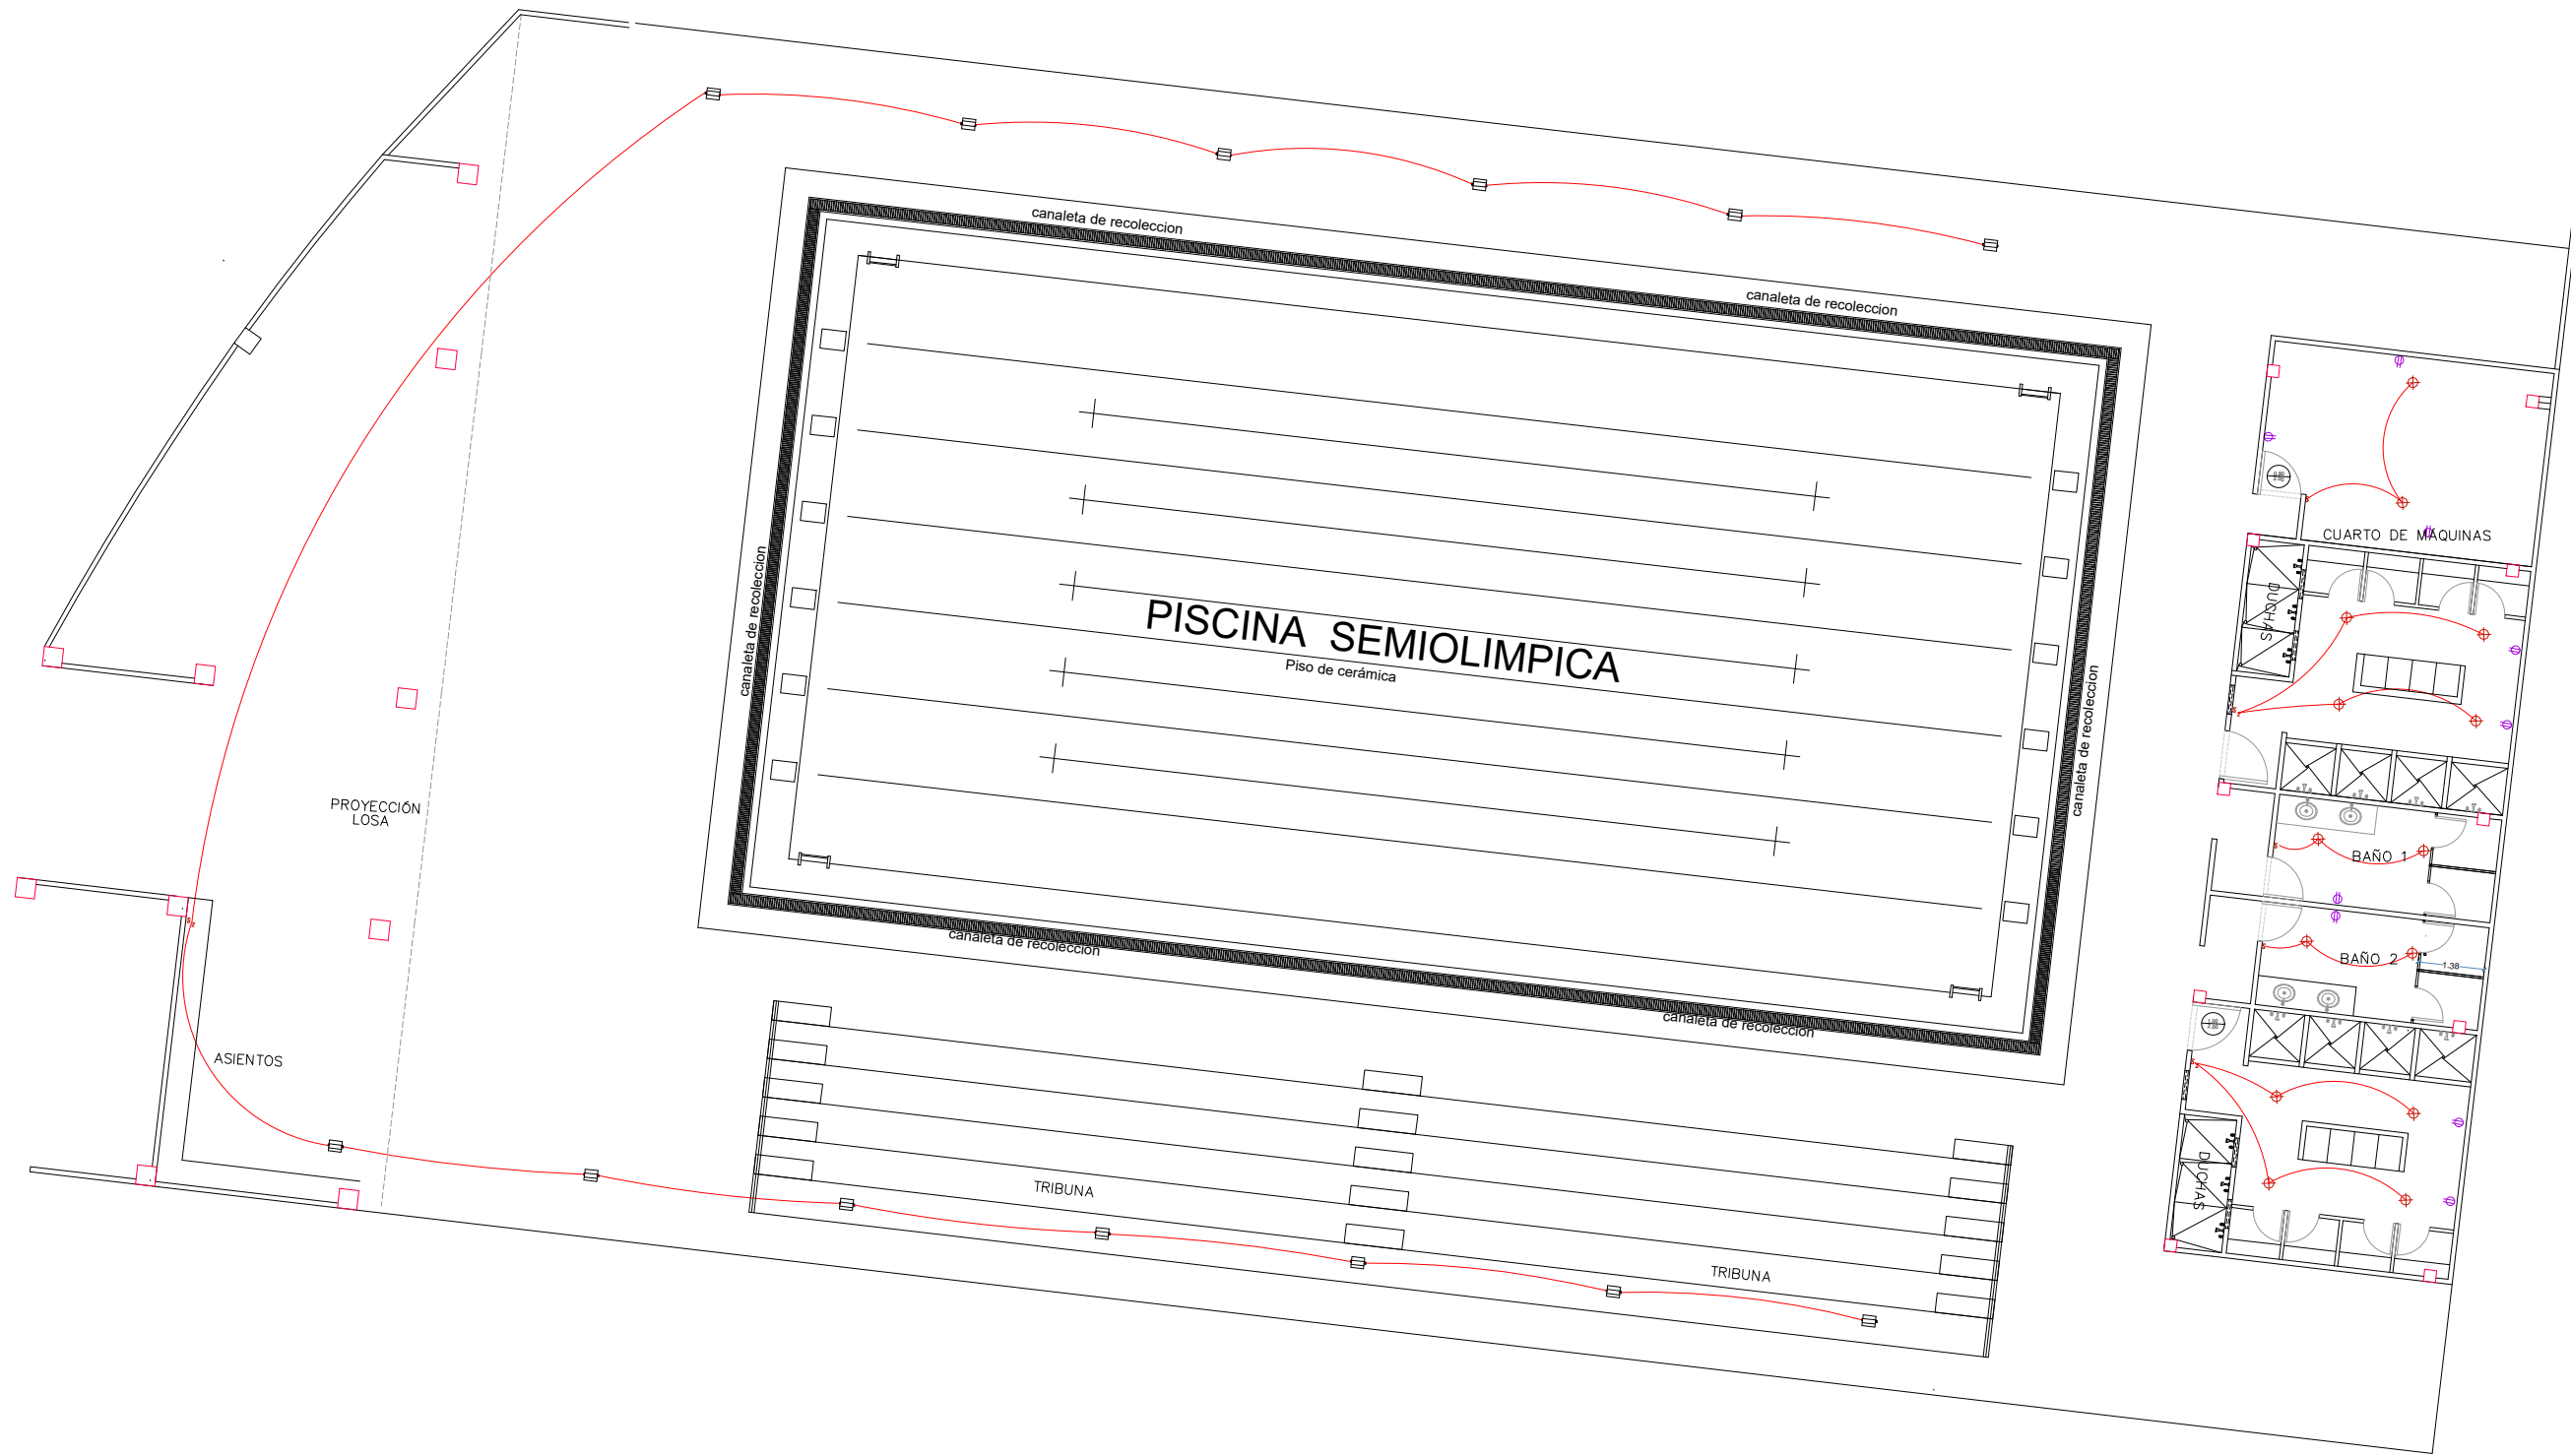 canaleta de recoleccion
canaleta de recoleccion
CUARTO DE MÁQUINAS
DUCHAS
canaleta de recoleccion
PISCINA SEMIOLIMPICA
Piso de cerámica
canaleta de recoleccion
PROYECCIÓN
LOSA
BAÑO 1
canaleta de recoleccion
BAÑO 2
1.38
canaleta de recoleccion
ASIENTOS
TRIBUNA
DUCHAS
TRIBUNA